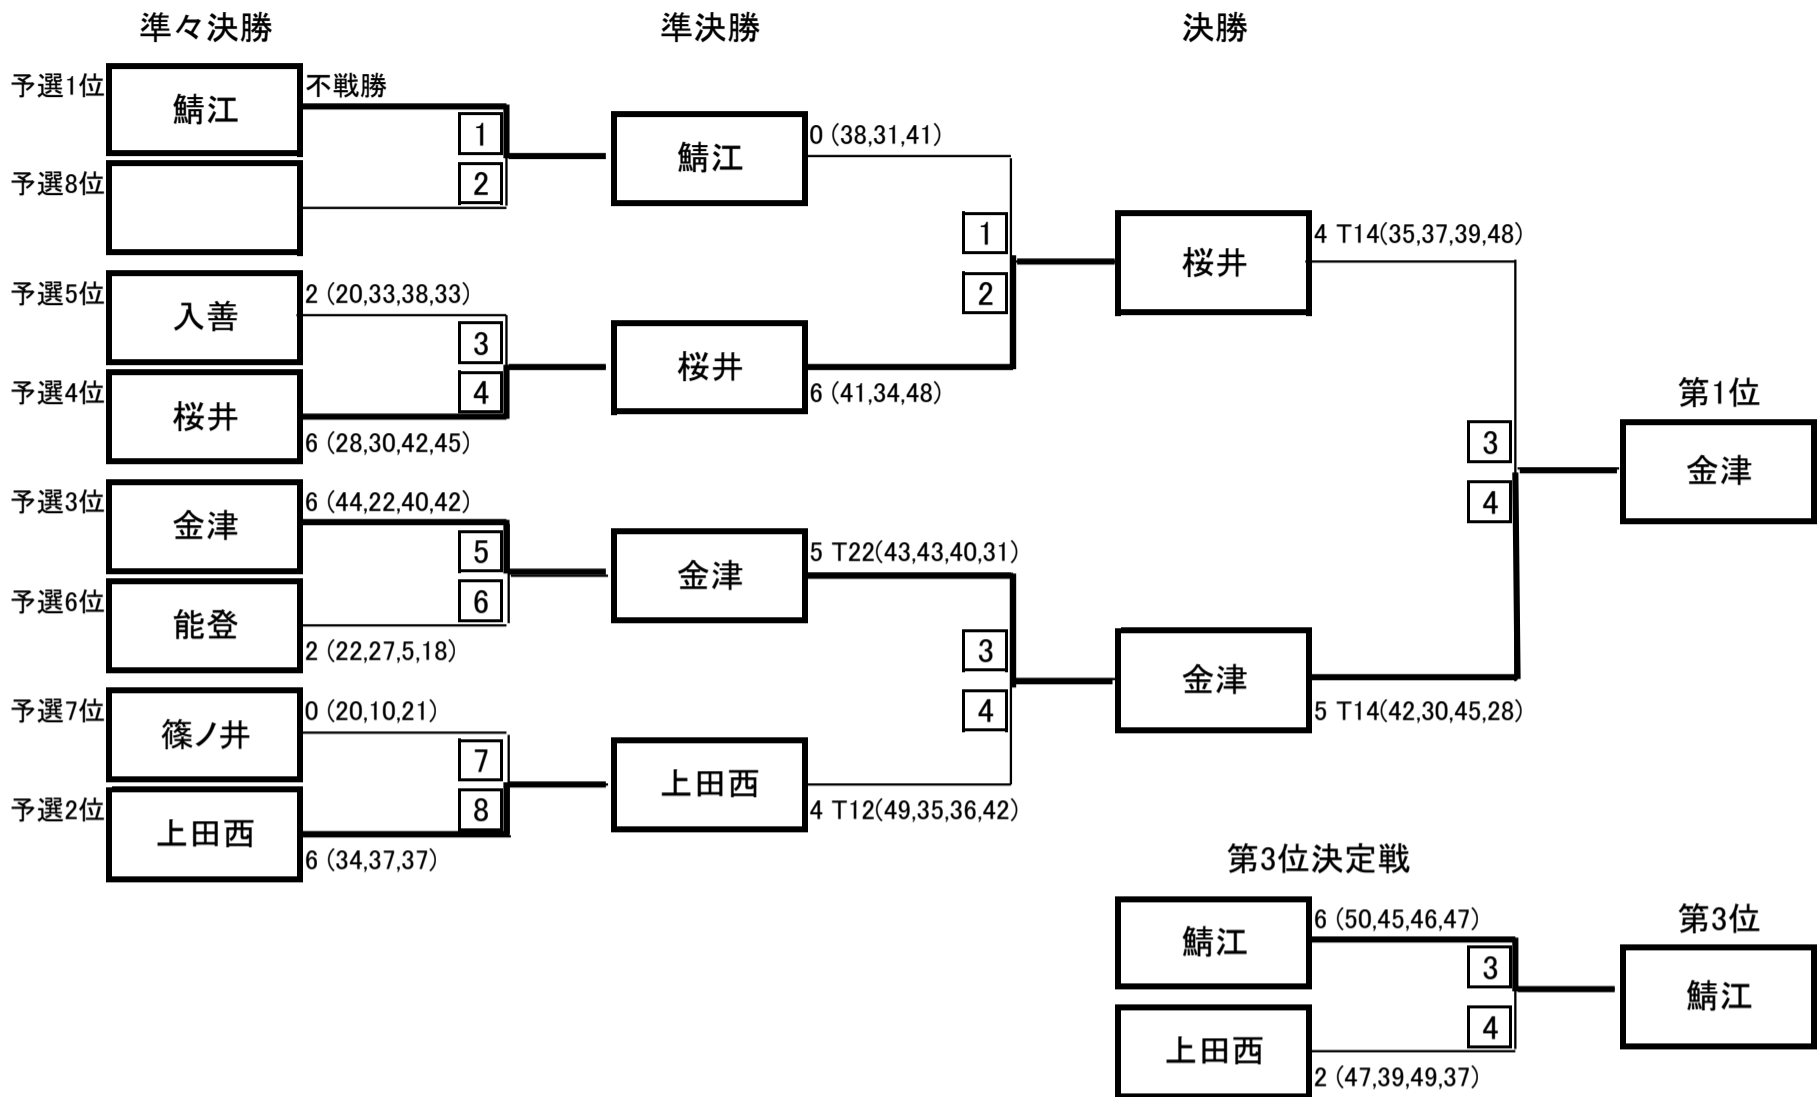 準々決勝
準決勝
決勝
予選1位
鯖江
不戦勝
1
2
予選8位
予選5位
入善
2 (20,33,38,33)
3
4
予選4位
桜井
6 (28,30,42,45)
予選3位
金津
6 (44,22,40,42)
5
6
予選6位
能登
2 (22,27,5,18)
予選7位
篠ノ井
0 (20,10,21)
7
8
予選2位
上田西
6 (34,37,37)
鯖江
0 (38,31,41)
1
2
桜井
6 (41,34,48)
金津
5 T22(43,43,40,31)
3
4
上田西
4 T12(49,35,36,42)
桜井
4 T14(35,37,39,48)
3
4
金津
5 T14(42,30,45,28)
第1位
金津
第3位決定戦
鯖江
6 (50,45,46,47)
3
4
上田西
2 (47,39,49,37)
第3位
鯖江